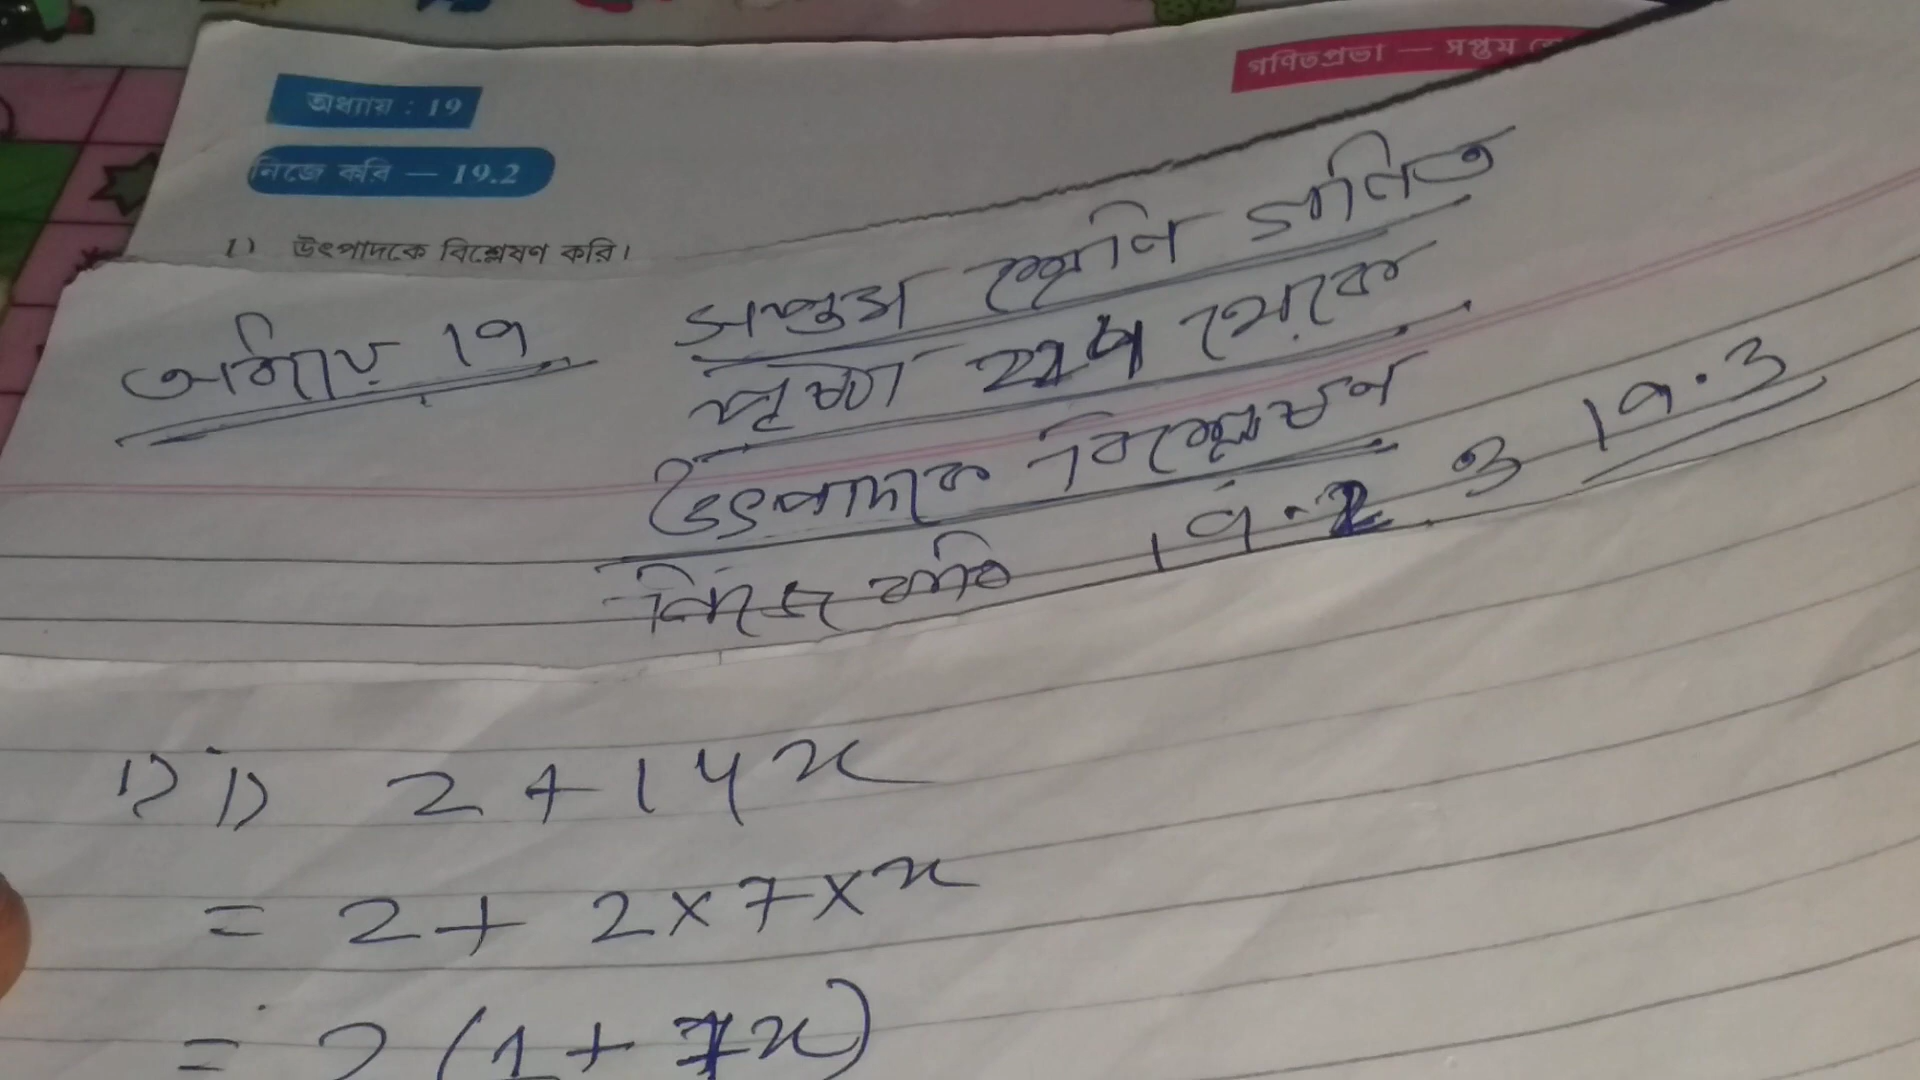 গণিতপ্রভা — সপ্তম
অধ্যায় : 19
নিজে করি — 19.2
1) উৎপাদকে বিশ্লেষণ করি।
অধ্যায় 19
সপ্তম শ্রেণি গণিত
পৃষ্ঠা থেকে
উৎপাদকে বিশ্লেষণ
নিজে করি 19.2 ও 19.3
1) 1) 2 + 14x
= 2 + 2 × 7 × x
= 2 (1 + 7x)